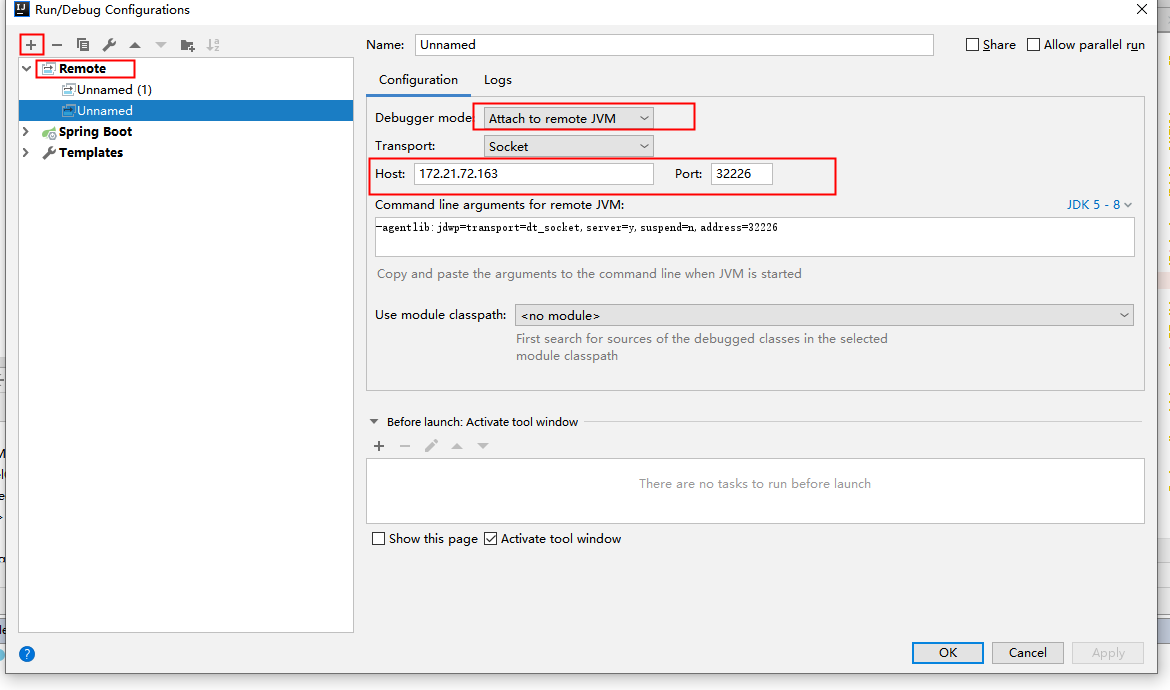 Run/Debug Configurations
Name: Unnamed
Share
Allow parallel run
Remote
Unnamed (1)
Unnamed
Spring Boot
Templates
Configuration
Logs
Debugger mode
Attach to remote JVM
Transport:
Socket
Host: 172.21.72.163
Port: 32226
Command line arguments for remote JVM:
JDK 5 - 8
-agentlib:jdwp=transport=dt_socket,server=y,suspend=n,address=32226
Copy and paste the arguments to the command line when JVM is started
Use module classpath:
<no module>
First search for sources of the debugged classes in the selected
module classpath
Before launch: Activate tool window
There are no tasks to run before launch
Show this page
Activate tool window
?
OK
Cancel
Apply